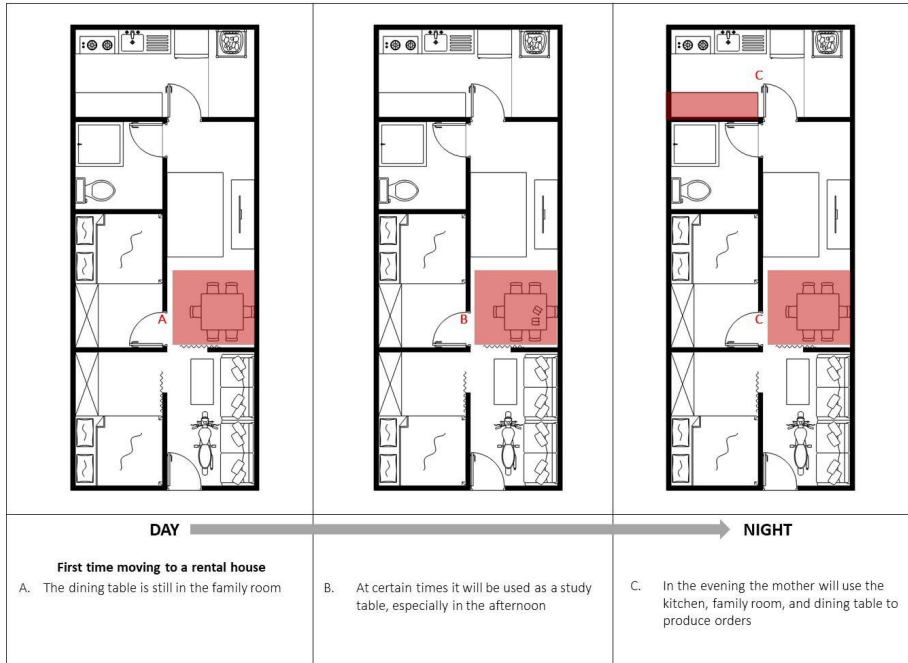 C
A
B
C
DAY
NIGHT
First time moving to a rental house
A. The dining table is still in the family room
B. At certain times it will be used as a study
table, especially in the afternoon
C. In the evening the mother will use the
kitchen, family room, and dining table to
produce orders